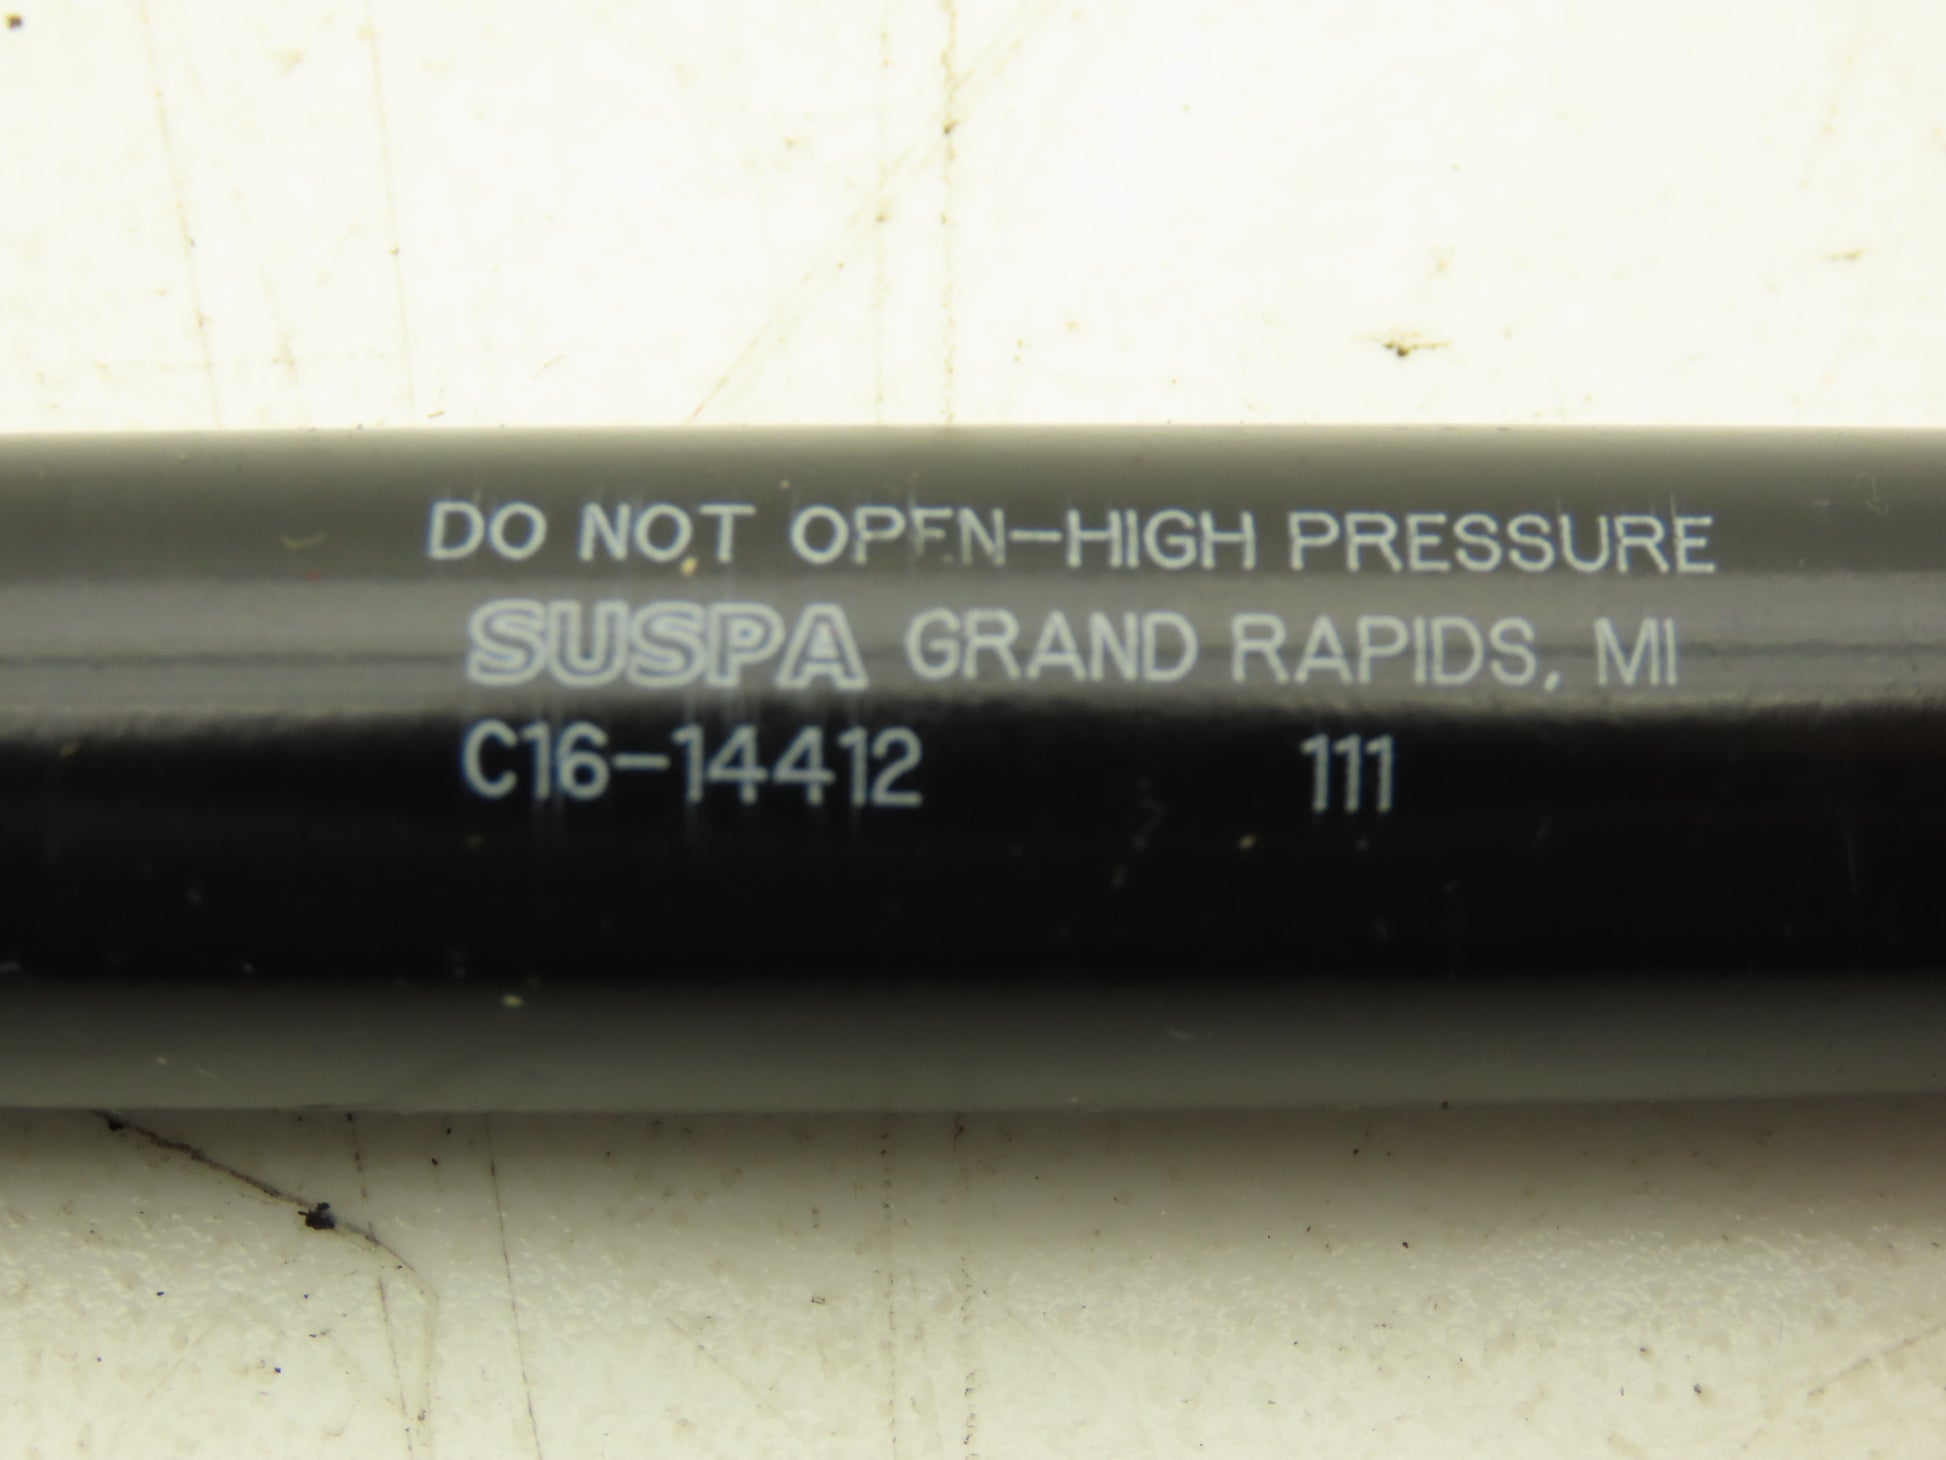 DO NOT OPEN-HIGH PRESSURE
SUSPA GRAND RAPIDS, MI
C16-14412 111